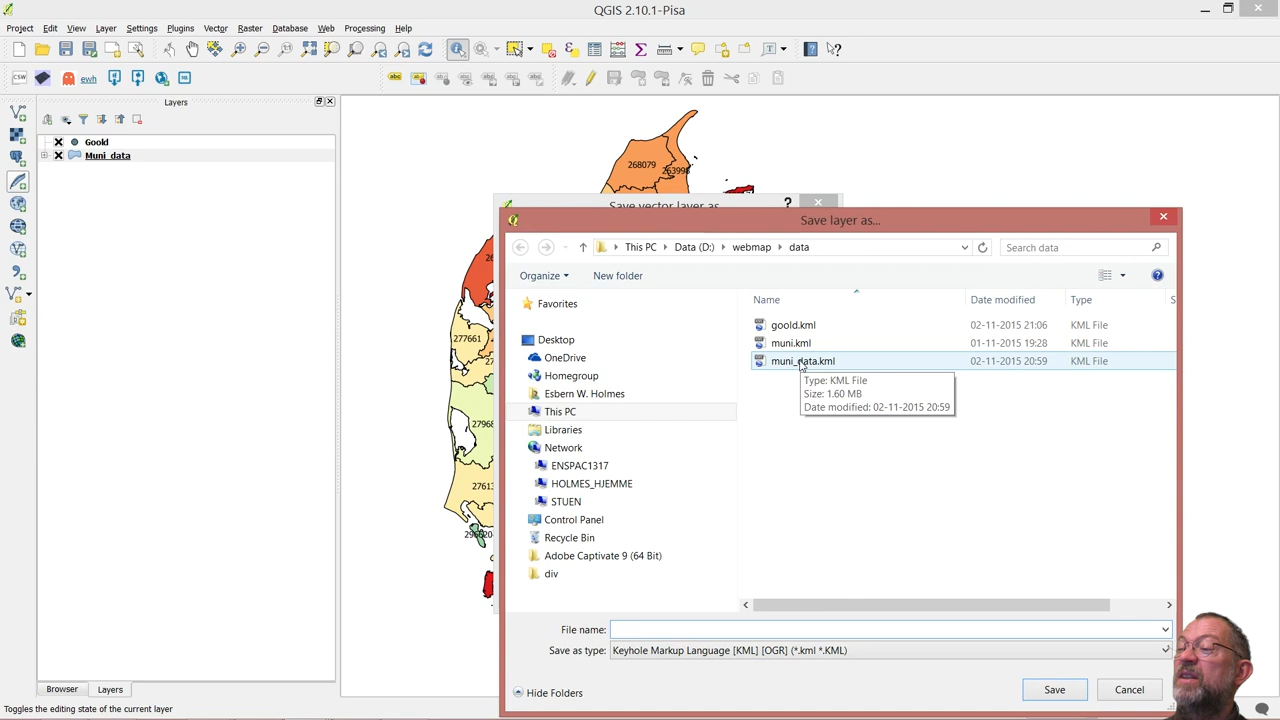 QGIS 2.10.1-Pisa
Project Edit View Layer Settings Plugins Vector Raster Database Web Processing Help
CSW ewh
abc
Layers
Goold
Muni_data
268079
263998
277661
27968
27613
Save vector layer as...
?
Save layer as...
This PC Data (D:) webmap data
Search data
Organize New folder
Name Date modified Type S
Favorites
Desktop
OneDrive
Homegroup
Esbern W. Holmes
This PC
Libraries
Network
ENSPAC1317
HOLMES_HJEMME
STUEN
Control Panel
Recycle Bin
Adobe Captivate 9 (64 Bit)
div
goold.kml 02-11-2015 21:06 KML File
muni.kml 01-11-2015 19:28 KML File
muni_data.kml 02-11-2015 20:59 KML File
Type: KML File
Size: 1.60 MB
Date modified: 02-11-2015 20:59
File name:
Save as type: Keyhole Markup Language [KML] [OGR] (*.kml *.KML)
Hide Folders Save Cancel
Browser Layers
Toggles the editing state of the current layer